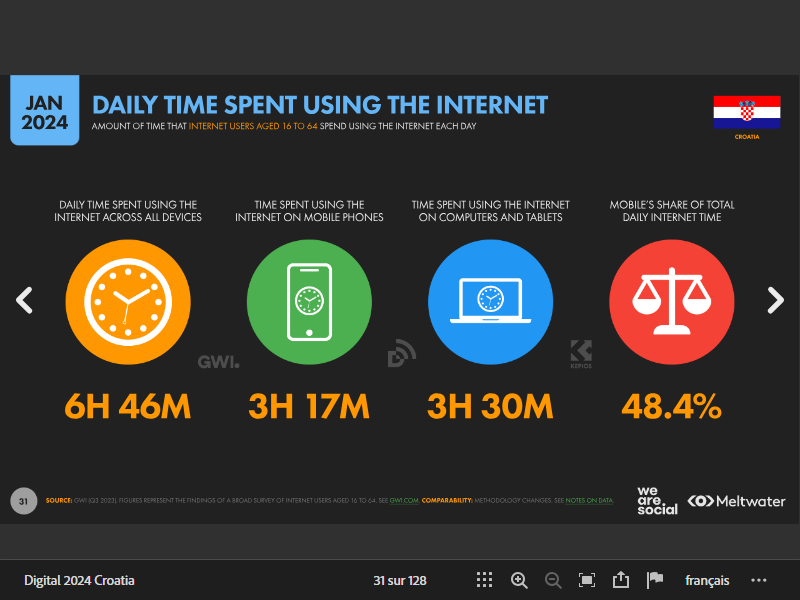 JAN
2024
DAILY TIME SPENT USING THE INTERNET
AMOUNT OF TIME THAT INTERNET USERS AGED 16 TO 64 SPEND USING THE INTERNET EACH DAY
CROATIA
DAILY TIME SPENT USING THE
INTERNET ACROSS ALL DEVICES
TIME SPENT USING THE
INTERNET ON MOBILE PHONES
TIME SPENT USING THE INTERNET
ON COMPUTERS AND TABLETS
MOBILE'S SHARE OF TOTAL
DAILY INTERNET TIME
GWI.
KEPIOS
6H 46M
3H 17M
3H 30M
48.4%
31
SOURCE: GWI (Q3 2023). FIGURES REPRESENT THE FINDINGS OF A BROAD SURVEY OF INTERNET USERS AGED 16 TO 64. SEE GWI.COM. COMPARABILITY: METHODOLOGY CHANGES. SEE NOTES ON DATA.
we
are
social
Meltwater
Digital 2024 Croatia
31 sur 128
français